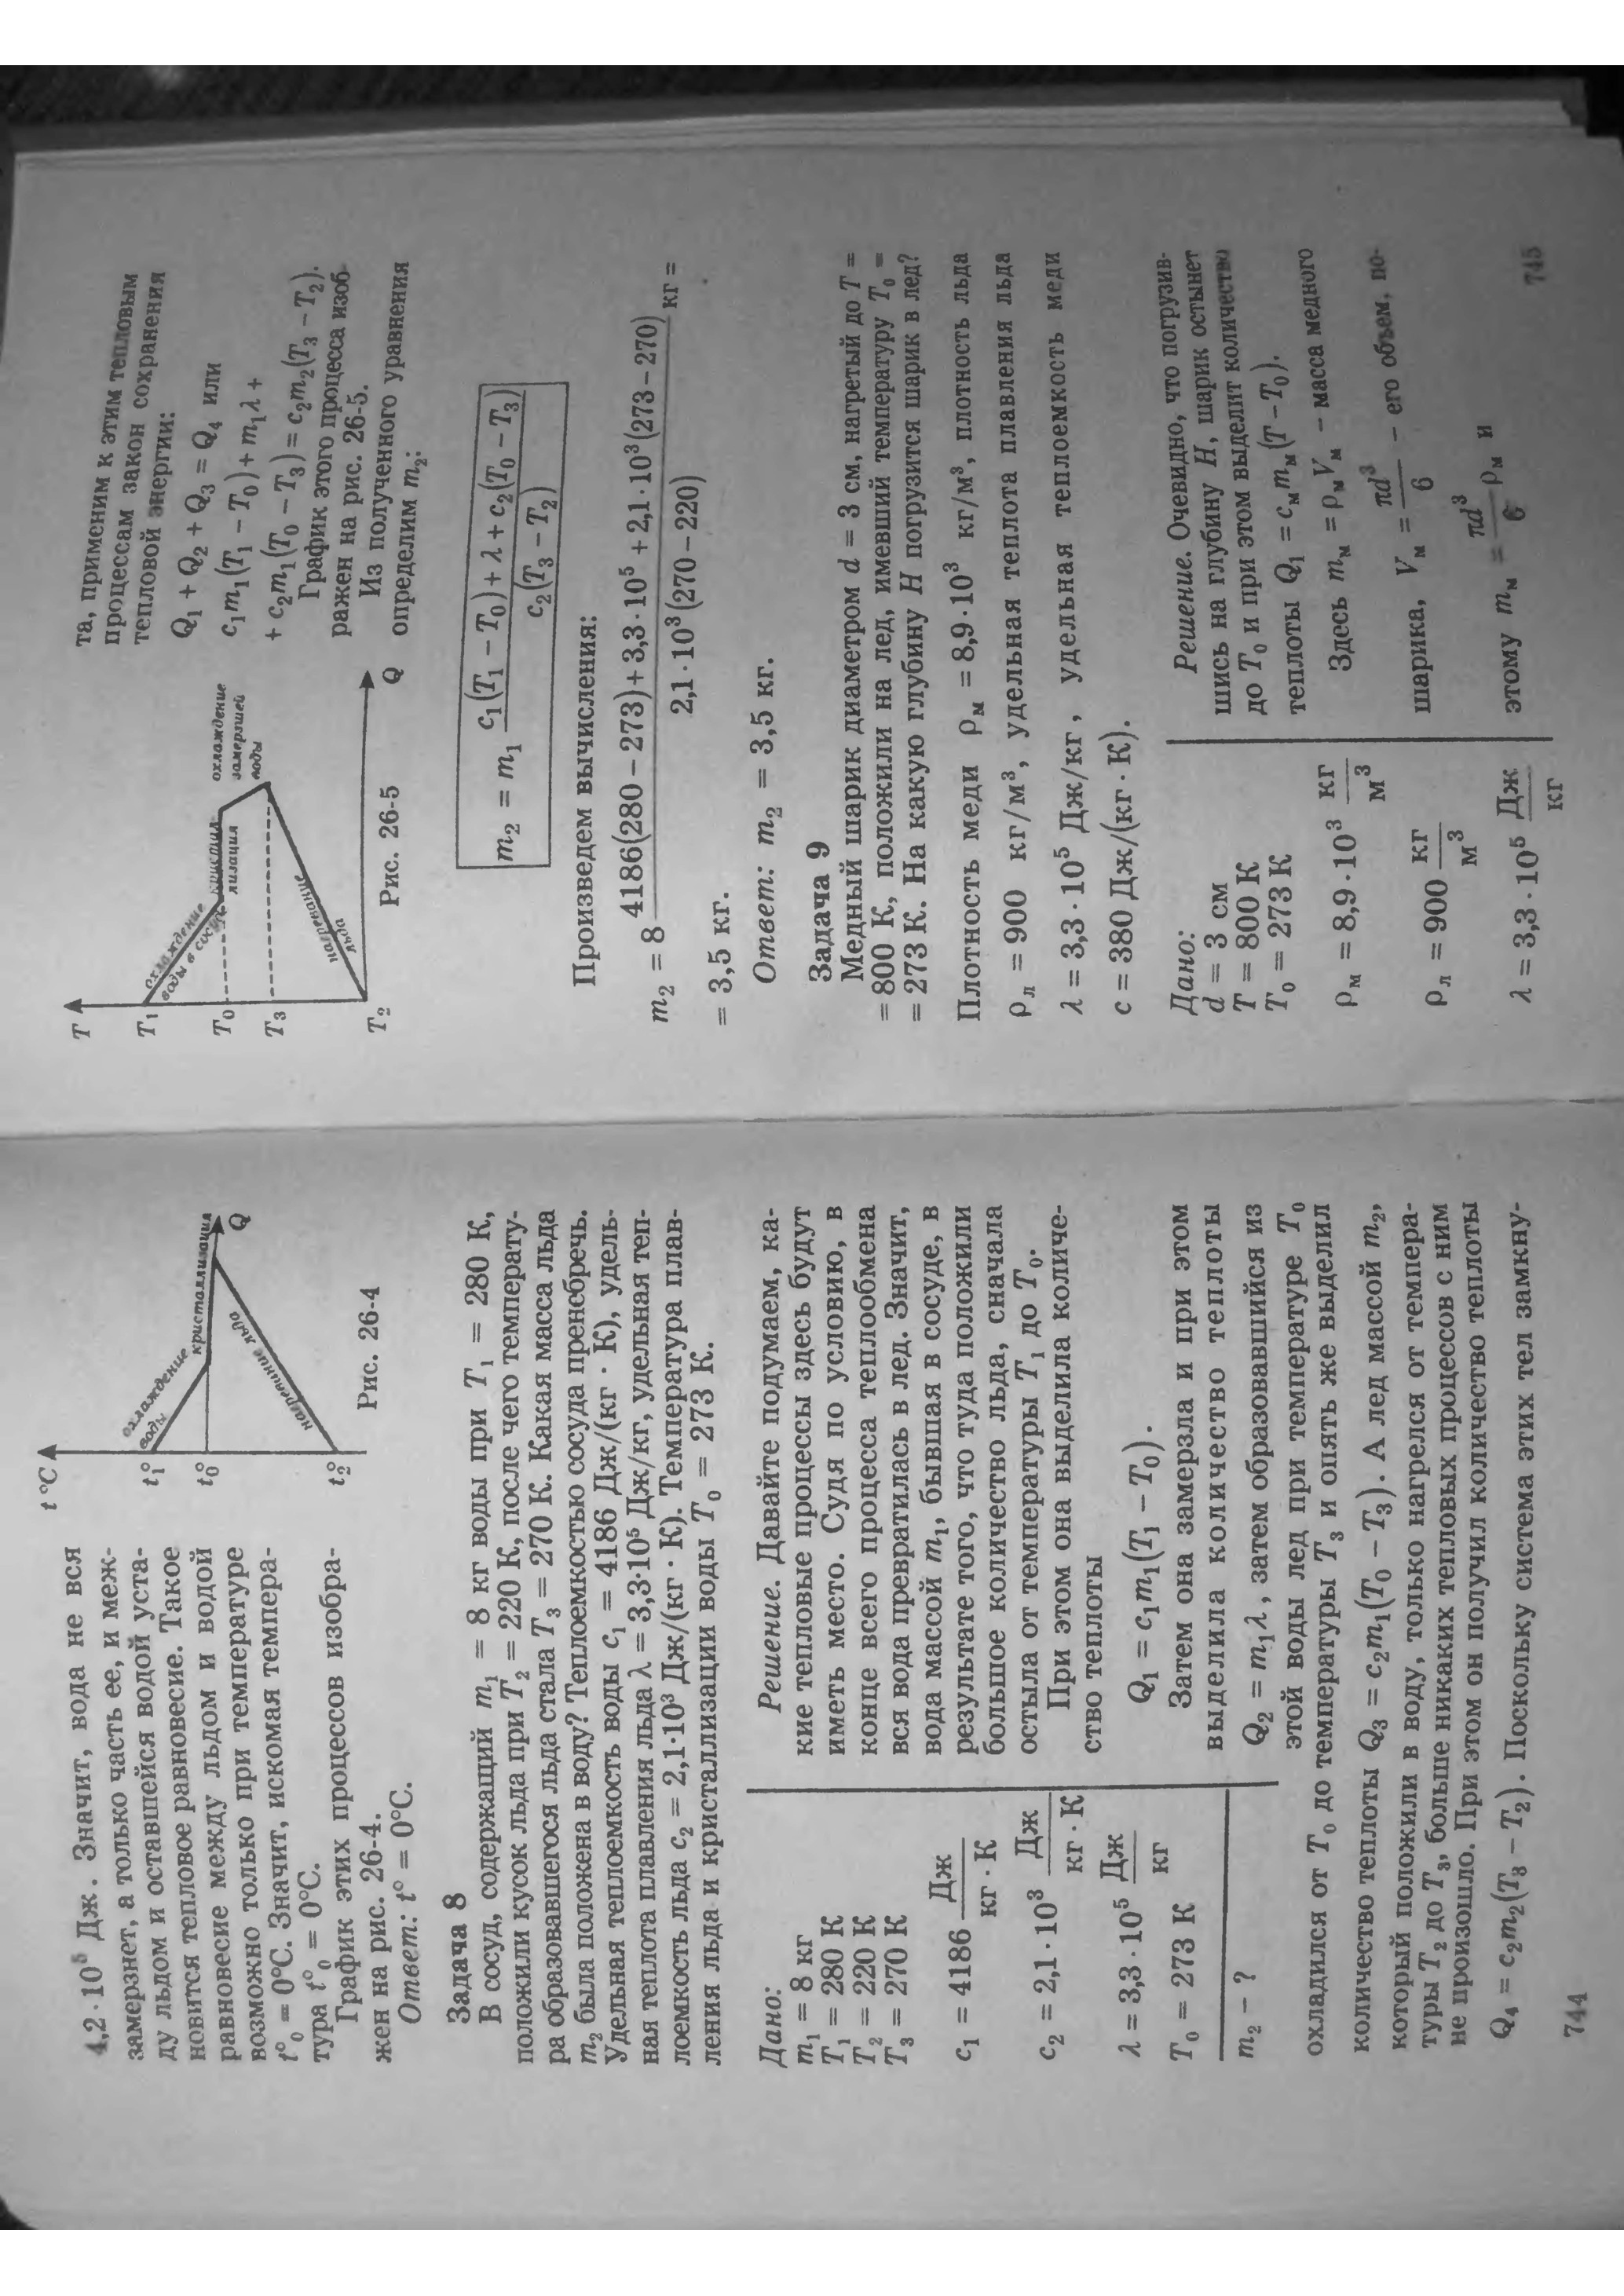 4,2·10⁵ Дж. Значит, вода не вся
замерзнет, а только часть ее, и меж-
ду льдом и оставшейся водой уста-
новится тепловое равновесие. Такое
равновесие между льдом и водой
возможно только при температуре
t°₀ = 0°C. Значит, искомая темпера-
тура t°₀ = 0°C.
График этих процессов изобра-
жен на рис. 26-4.
Ответ: t° = 0°C.
t °C
t°₁
t°₀
t°₂
охлаждение
воды
кристаллизация
нагревание льда
Q
Рис. 26-4
Задача 8
В сосуд, содержащий m₁ = 8 кг воды при T₁ = 280 К,
положили кусок льда при T₂ = 220 К, после чего температу-
ра образовавшегося льда стала T₃ = 270 К. Какая масса льда
m₂ была положена в воду? Теплоемкостью сосуда пренебречь.
Удельная теплоемкость воды c₁ = 4186 Дж/(кг · К), удель-
ная теплота плавления льда λ = 3,3·10⁵ Дж/кг, удельная теп-
лоемкость льда c₂ = 2,1·10³ Дж/(кг · К). Температура плав-
ления льда и кристаллизации воды T₀ = 273 К.
Дано:
m₁ = 8 кг
T₁ = 280 К
T₂ = 220 К
T₃ = 270 К
c₁ = 4186 Дж/(кг · К)
c₂ = 2,1·10³ Дж/(кг · К)
λ = 3,3·10⁵ Дж/кг
T₀ = 273 К
m₂ – ?
Решение. Давайте подумаем, ка-
кие тепловые процессы здесь будут
иметь место. Судя по условию, в
конце всего процесса теплообмена
вся вода превратилась в лед. Значит,
вода массой m₁, бывшая в сосуде, в
результате того, что туда положили
большое количество льда, сначала
остыла от температуры T₁ до T₀.
При этом она выделила количе-
ство теплоты
Q₁ = c₁m₁(T₁ – T₀).
Затем она замерзла и при этом
выделила количество теплоты
Q₂ = m₁λ, затем образовавшийся из
этой воды лед при температуре T₀
охладился от T₀ до температуры T₃ и опять же выделил
количество теплоты Q₃ = c₂m₁(T₀ – T₃). А лед массой m₂,
который положили в воду, только нагрелся от темпера-
туры T₂ до T₃, больше никаких тепловых процессов с ним
не произошло. При этом он получил количество теплоты
Q₄ = c₂m₂(T₃ – T₂). Поскольку система этих тел замкну-
744
T
T₁
T₀
T₃
T₂
охлаждение
воды в сосуде
кристал-
лизация
охлаждение
замерзшей
воды
нагревание
льда
Q
Рис. 26-5
та, применим к этим тепловым
процессам закон сохранения
тепловой энергии:
Q₁ + Q₂ + Q₃ = Q₄ или
c₁m₁(T₁ – T₀) + m₁λ +
+ c₂m₁(T₀ – T₃) = c₂m₂(T₃ – T₂).
График этого процесса изоб-
ражен на рис. 26-5.
Из полученного уравнения
определим m₂:
m₂ = m₁ (c₁(T₁ – T₀) + λ + c₂(T₀ – T₃))/(c₂(T₃ – T₂))
Произведем вычисления:
m₂ = 8 (4186(280 – 273) + 3,3·10⁵ + 2,1·10³(273 – 270))/(2,1·10³(270 – 220)) кг =
= 3,5 кг.
Ответ: m₂ = 3,5 кг.
Задача 9
Медный шарик диаметром d = 3 см, нагретый до T =
= 800 К, положили на лед, имевший температуру T₀ =
= 273 К. На какую глубину H погрузится шарик в лед?
Плотность меди ρₘ = 8,9·10³ кг/м³, плотность льда
ρл = 900 кг/м³, удельная теплота плавления льда
λ = 3,3·10⁵ Дж/кг, удельная теплоемкость меди
c = 380 Дж/(кг · К).
Дано:
d = 3 см
T = 800 К
T₀ = 273 К
ρм = 8,9·10³ кг/м³
ρл = 900 кг/м³
λ = 3,3·10⁵ Дж/кг
Решение. Очевидно, что погрузив-
шись на глубину H, шарик остынет
до T₀ и при этом выделит количество
теплоты Q₁ = cмmм(T – T₀).
Здесь mм = ρмVм – масса медного
шарика, Vм = πd³/6 – его объем, по-
этому mм = πd³/6 ρм и
745